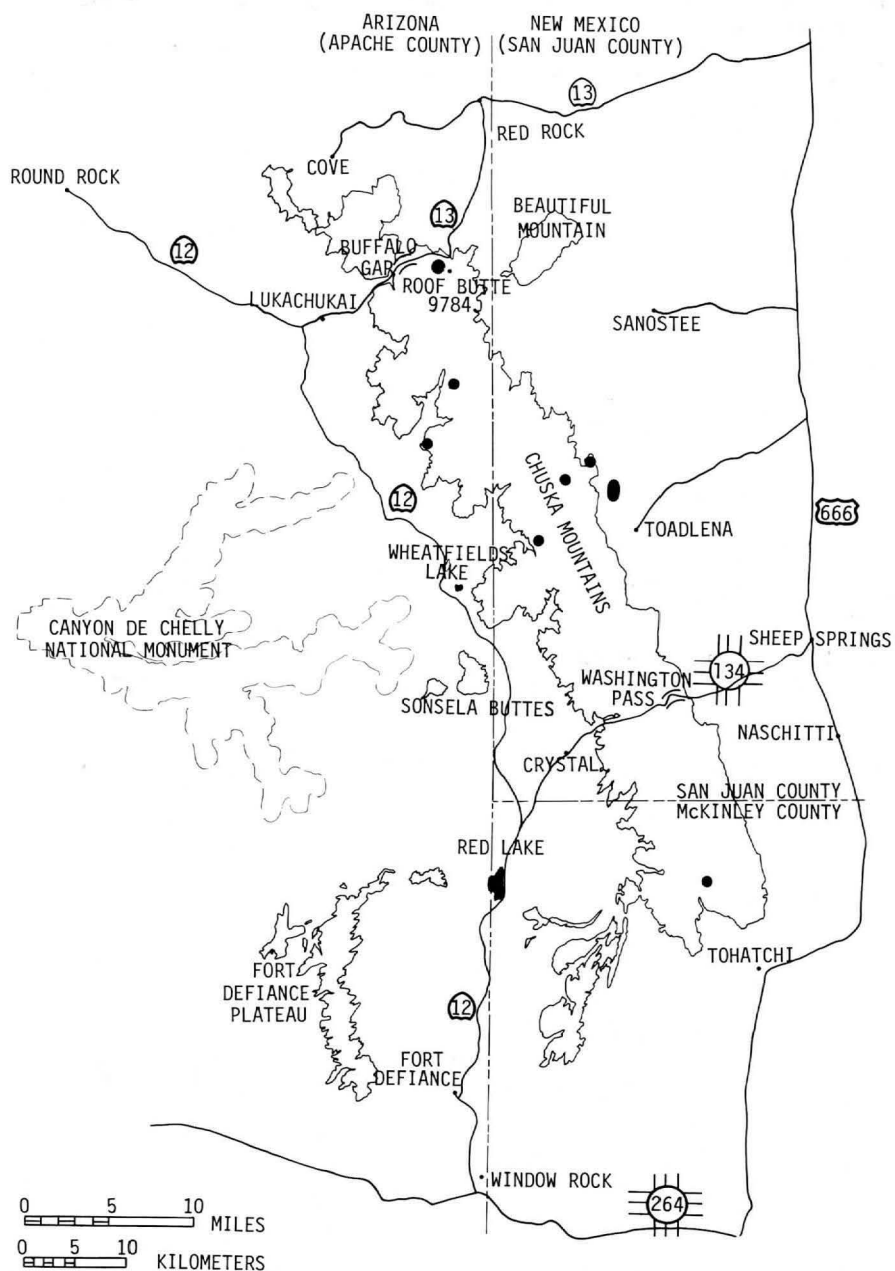 ARIZONA
(APACHE COUNTY)
NEW MEXICO
(SAN JUAN COUNTY)
13
RED ROCK
COVE
ROUND ROCK
13
BEAUTIFUL
MOUNTAIN
12
BUFFALO
GAP
ROOF BUTTE
9784
LUKACHUKAI
SANOSTEE
CHUSKA MOUNTAINS
12
666
TOADLENA
WHEATFIELDS
LAKE
CANYON DE CHELLY
NATIONAL MONUMENT
SHEEP SPRINGS
134
WASHINGTON
PASS
SONSELA BUTTES
NASCHITTI
CRYSTAL
SAN JUAN COUNTY
McKINLEY COUNTY
RED LAKE
TOHATCHI
FORT
DEFIANCE
PLATEAU
12
FORT
DEFIANCE
WINDOW ROCK
264
0 5 10
MILES
0 5 10
KILOMETERS